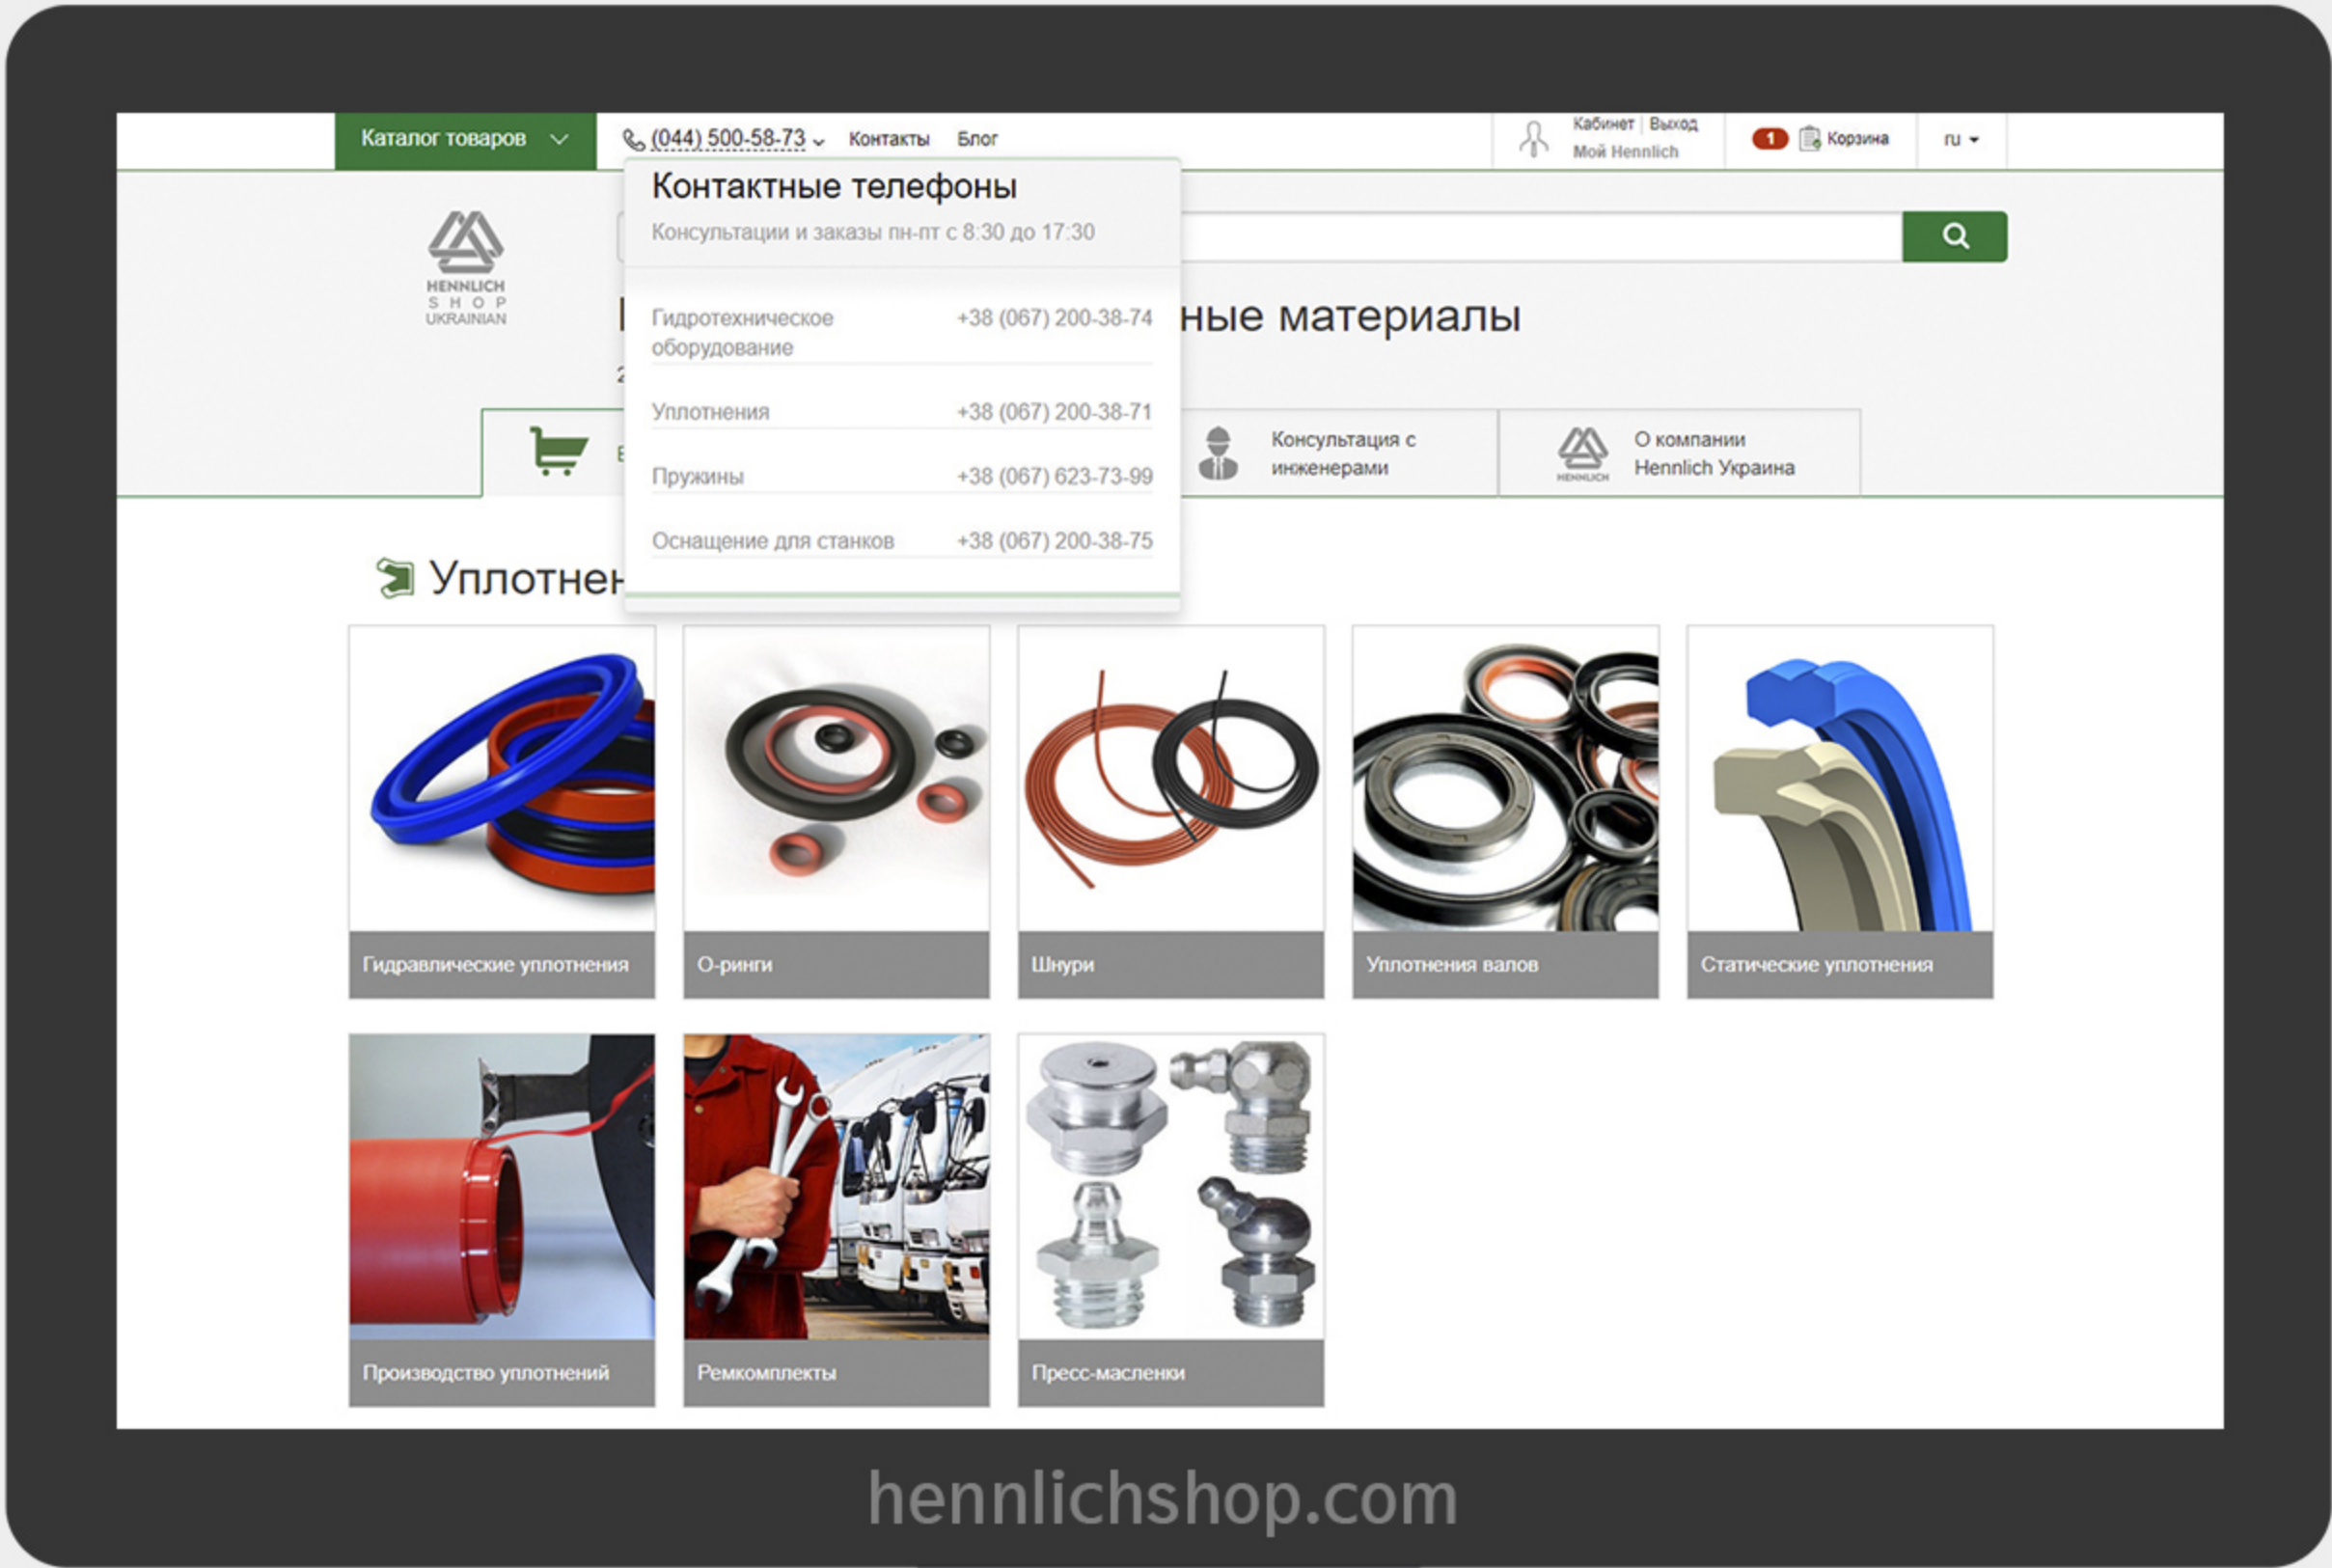 Каталог товаров
(044) 500-58-73
Контакты
Блог
Кабинет | Выход
Мой Hennlich
1
Корзина
ru
Контактные телефоны
Консультации и заказы пн-пт с 8:30 до 17:30
HENNLICH
SHOP
UKRAINIAN
Гидротехническое
оборудование
+38 (067) 200-38-74
ные материалы
Уплотнения
+38 (067) 200-38-71
Пружины
+38 (067) 623-73-99
Оснащение для станков
+38 (067) 200-38-75
Консультация с
инженерами
HENNLICH
О компании
Hennlich Украина
Уплотнен
Гидравлические уплотнения
О-ринги
Шнури
Уплотнения валов
Статические уплотнения
Производство уплотнений
Ремкомплекты
Пресс-масленки
hennlichshop.com